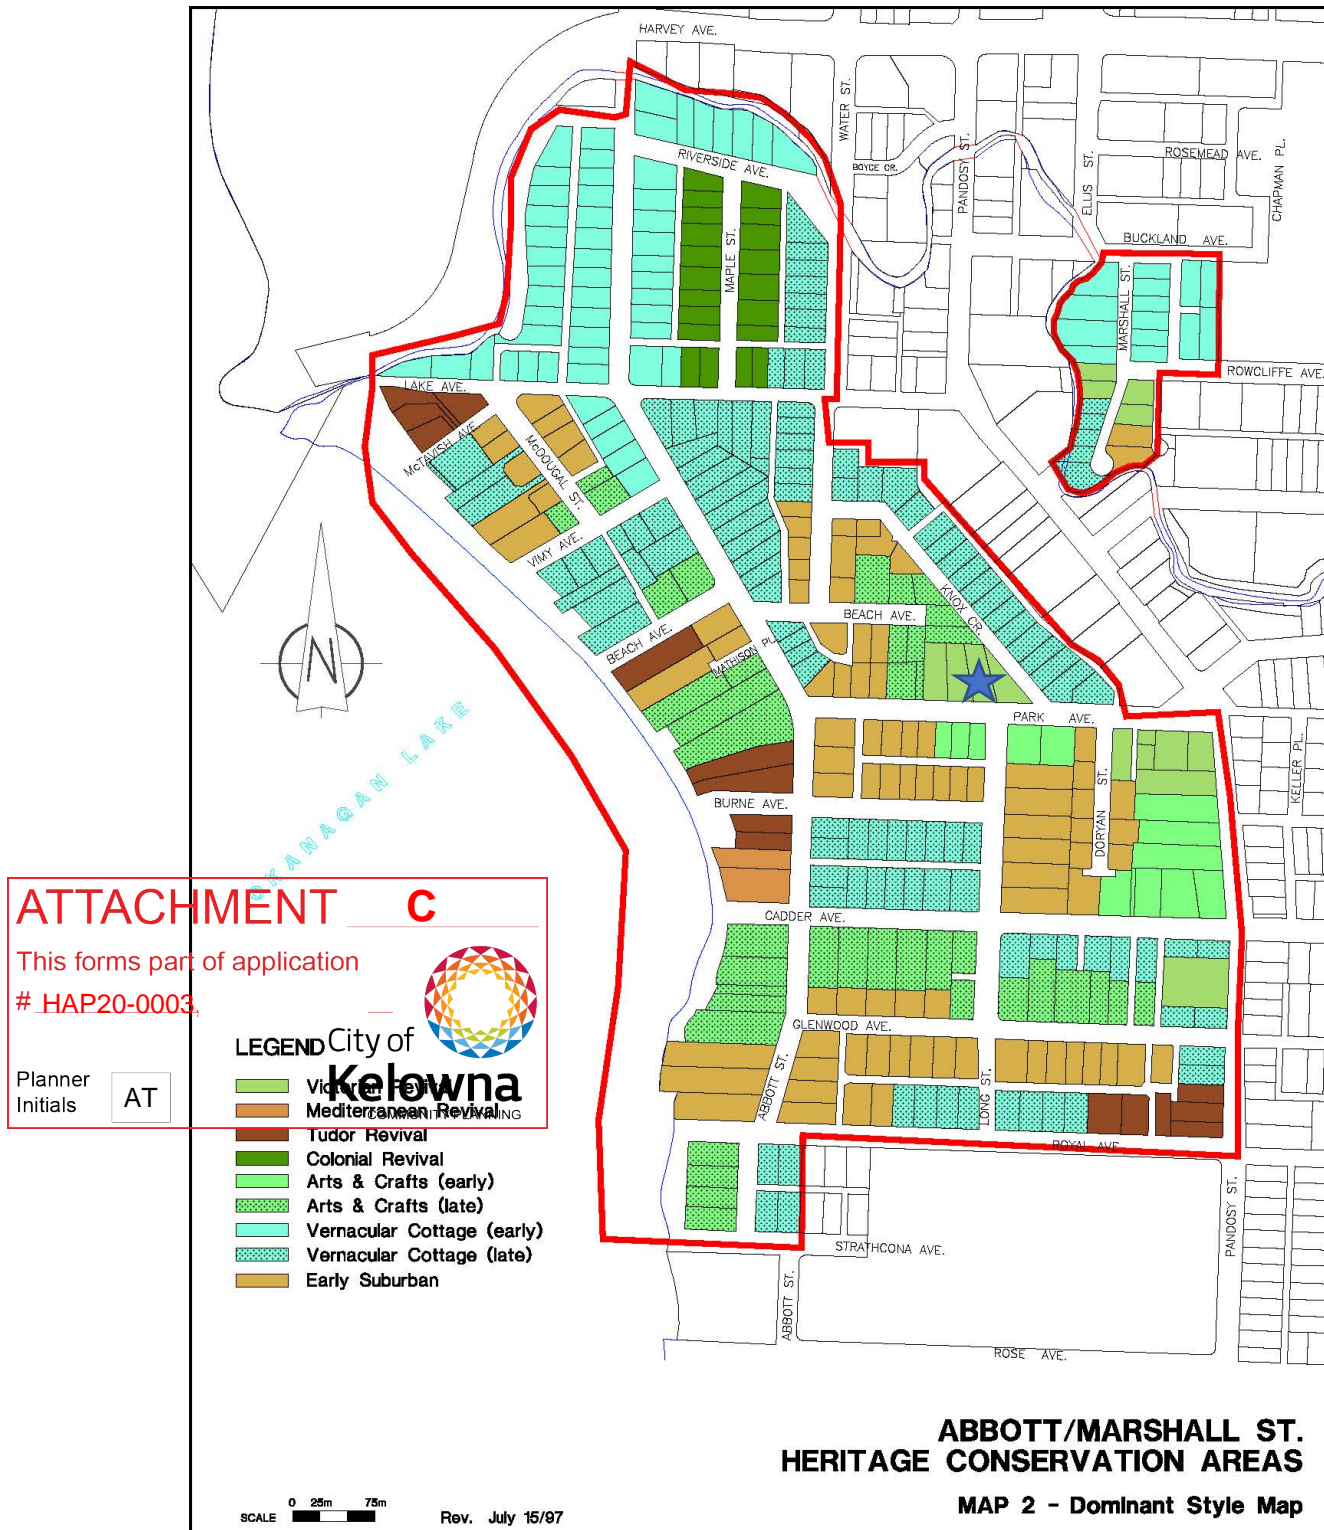 HARVEY AVE.
WATER ST.
BOYCE CR.
PANDOSY ST.
ELLIS ST.
ROSEMEAD AVE.
CHAPMAN PL.
RIVERSIDE AVE.
MAPLE ST.
BUCKLAND AVE.
MARSHALL ST.
ROWCLIFFE AVE.
LAKE AVE.
McTAVISH AVE.
McDOUGAL ST.
VIMY AVE.
BEACH AVE.
KNOX CR.
BEACH AVE.
MATHISON PL.
PARK AVE.
N
OKANAGAN LAKE
KELLER PL.
DORYAN ST.
BURNE AVE.
CADDER AVE.
GLENWOOD AVE.
ABBOTT ST.
LONG ST.
ROYAL AVE.
PANDOSY ST.
STRATHCONA AVE.
ABBOTT ST.
ROSE AVE.
ATTACHMENT C
This forms part of application
# HAP20-0003
City of
Kelowna
COMMUNITY PLANNING
Planner
Initials AT
LEGEND
Victorian Revival
Mediterranean Revival
Tudor Revival
Colonial Revival
Arts & Crafts (early)
Arts & Crafts (late)
Vernacular Cottage (early)
Vernacular Cottage (late)
Early Suburban
ABBOTT/MARSHALL ST.
HERITAGE CONSERVATION AREAS
MAP 2 - Dominant Style Map
SCALE 0 25m 75m
Rev. July 15/97